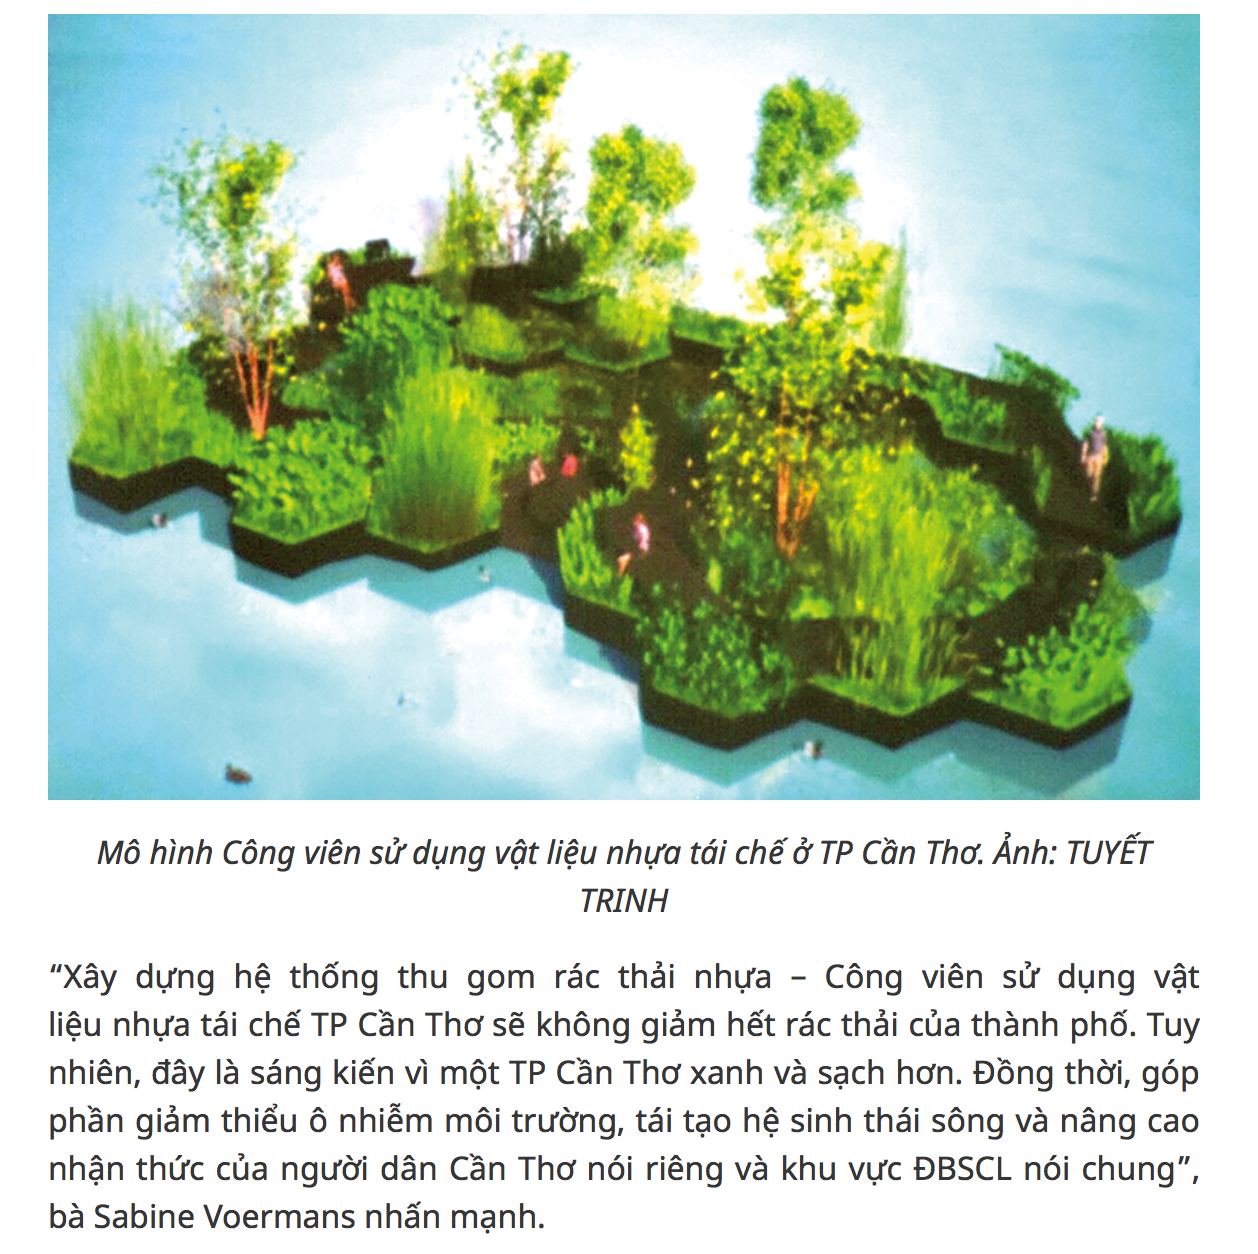 Mô hình Công viên sử dụng vật liệu nhựa tái chế ở TP Cần Thơ. Ảnh: TUYẾT
TRINH
“Xây dựng hệ thống thu gom rác thải nhựa – Công viên sử dụng vật
liệu nhựa tái chế TP Cần Thơ sẽ không giảm hết rác thải của thành phố. Tuy
nhiên, đây là sáng kiến vì một TP Cần Thơ xanh và sạch hơn. Đồng thời, góp
phần giảm thiểu ô nhiễm môi trường, tái tạo hệ sinh thái sông và nâng cao
nhận thức của người dân Cần Thơ nói riêng và khu vực ĐBSCL nói chung”,
bà Sabine Voermans nhấn mạnh.